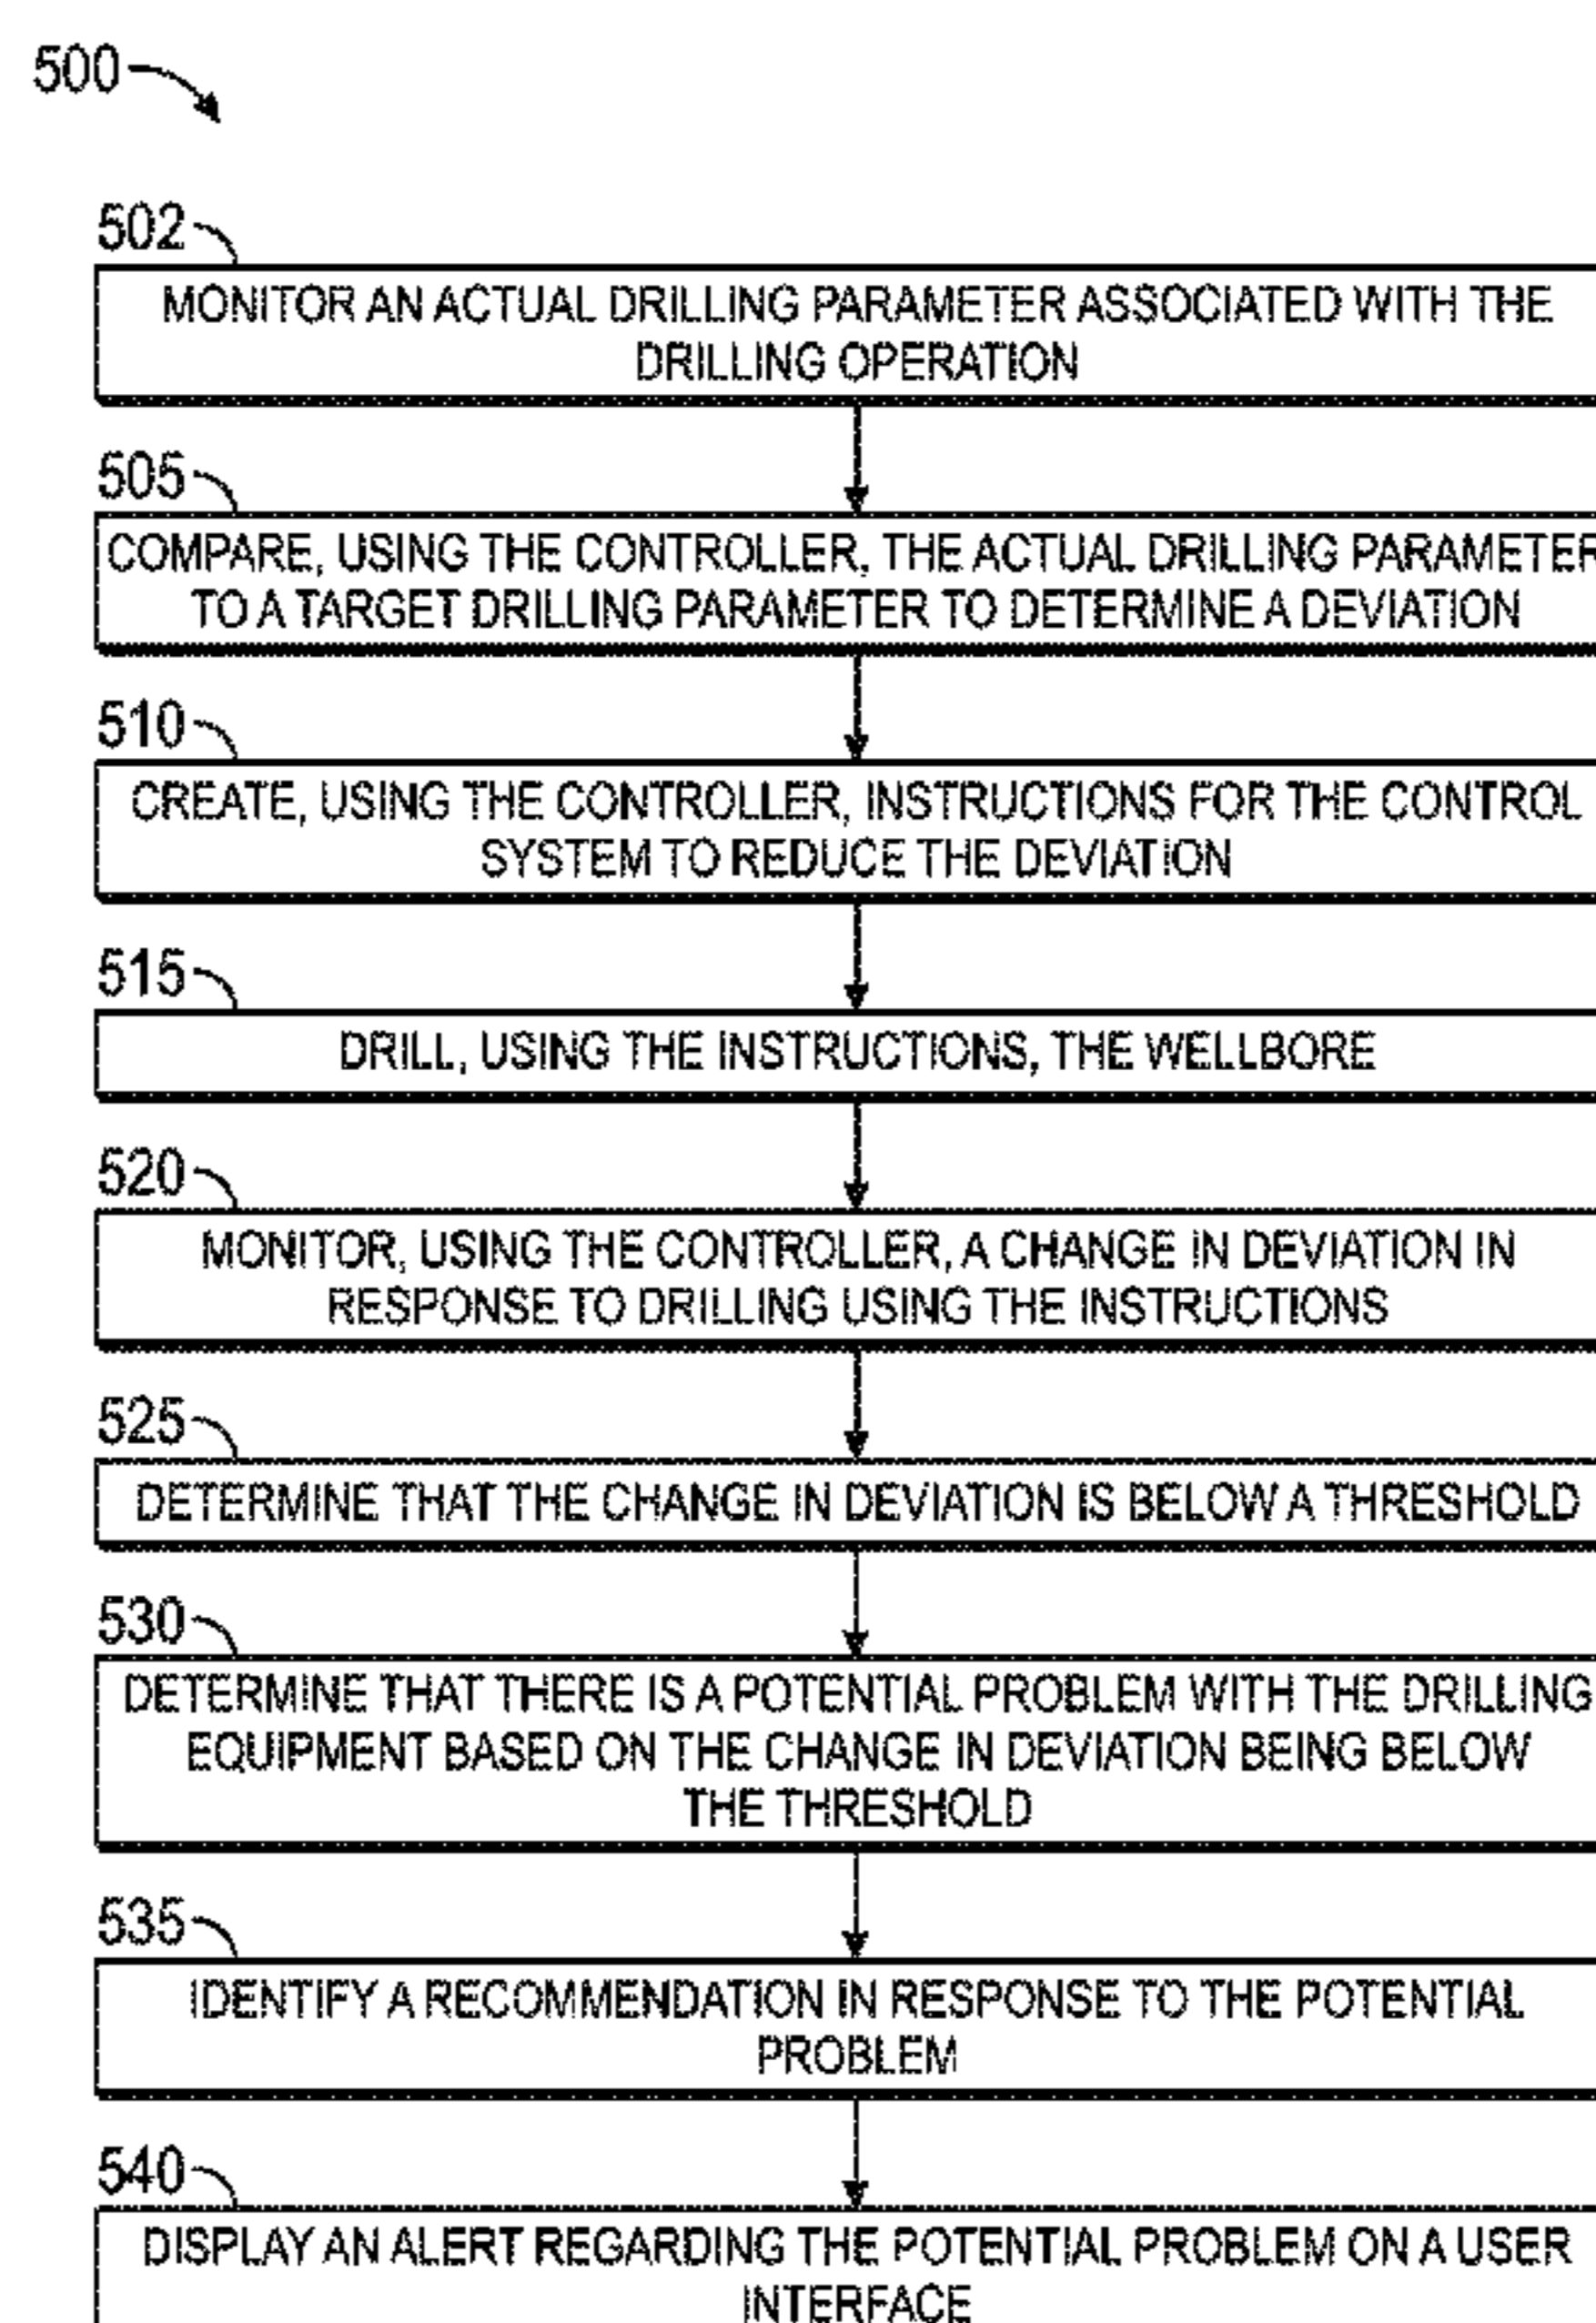 500
502
MONITOR AN ACTUAL DRILLING PARAMETER ASSOCIATED WITH THE
DRILLING OPERATION
505
COMPARE, USING THE CONTROLLER, THE ACTUAL DRILLING PARAMETER
TO A TARGET DRILLING PARAMETER TO DETERMINE A DEVIATION
510
CREATE, USING THE CONTROLLER, INSTRUCTIONS FOR THE CONTROL
SYSTEM TO REDUCE THE DEVIATION
515
DRILL, USING THE INSTRUCTIONS, THE WELLBORE
520
MONITOR, USING THE CONTROLLER, A CHANGE IN DEVIATION IN
RESPONSE TO DRILLING USING THE INSTRUCTIONS
525
DETERMINE THAT THE CHANGE IN DEVIATION IS BELOW A THRESHOLD
530
DETERMINE THAT THERE IS A POTENTIAL PROBLEM WITH THE DRILLING
EQUIPMENT BASED ON THE CHANGE IN DEVIATION BEING BELOW
THE THRESHOLD
535
IDENTIFY A RECOMMENDATION IN RESPONSE TO THE POTENTIAL
PROBLEM
540
DISPLAY AN ALERT REGARDING THE POTENTIAL PROBLEM ON A USER
INTERFACE